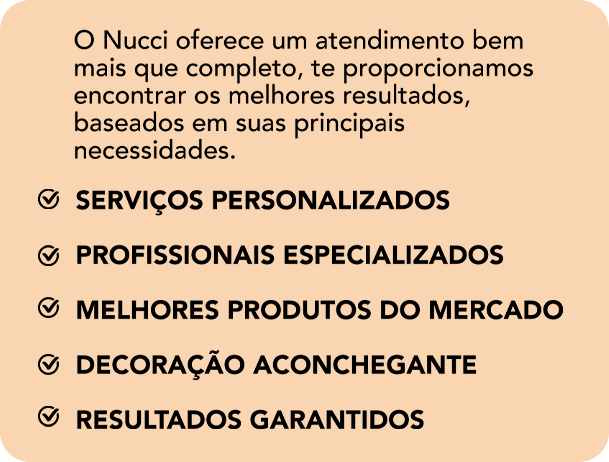 O Nucci oferece um atendimento bem
mais que completo, te proporcionamos
encontrar os melhores resultados,
baseados em suas principais
necessidades.
SERVIÇOS PERSONALIZADOS
PROFISSIONAIS ESPECIALIZADOS
MELHORES PRODUTOS DO MERCADO
DECORAÇÃO ACONCHEGANTE
RESULTADOS GARANTIDOS